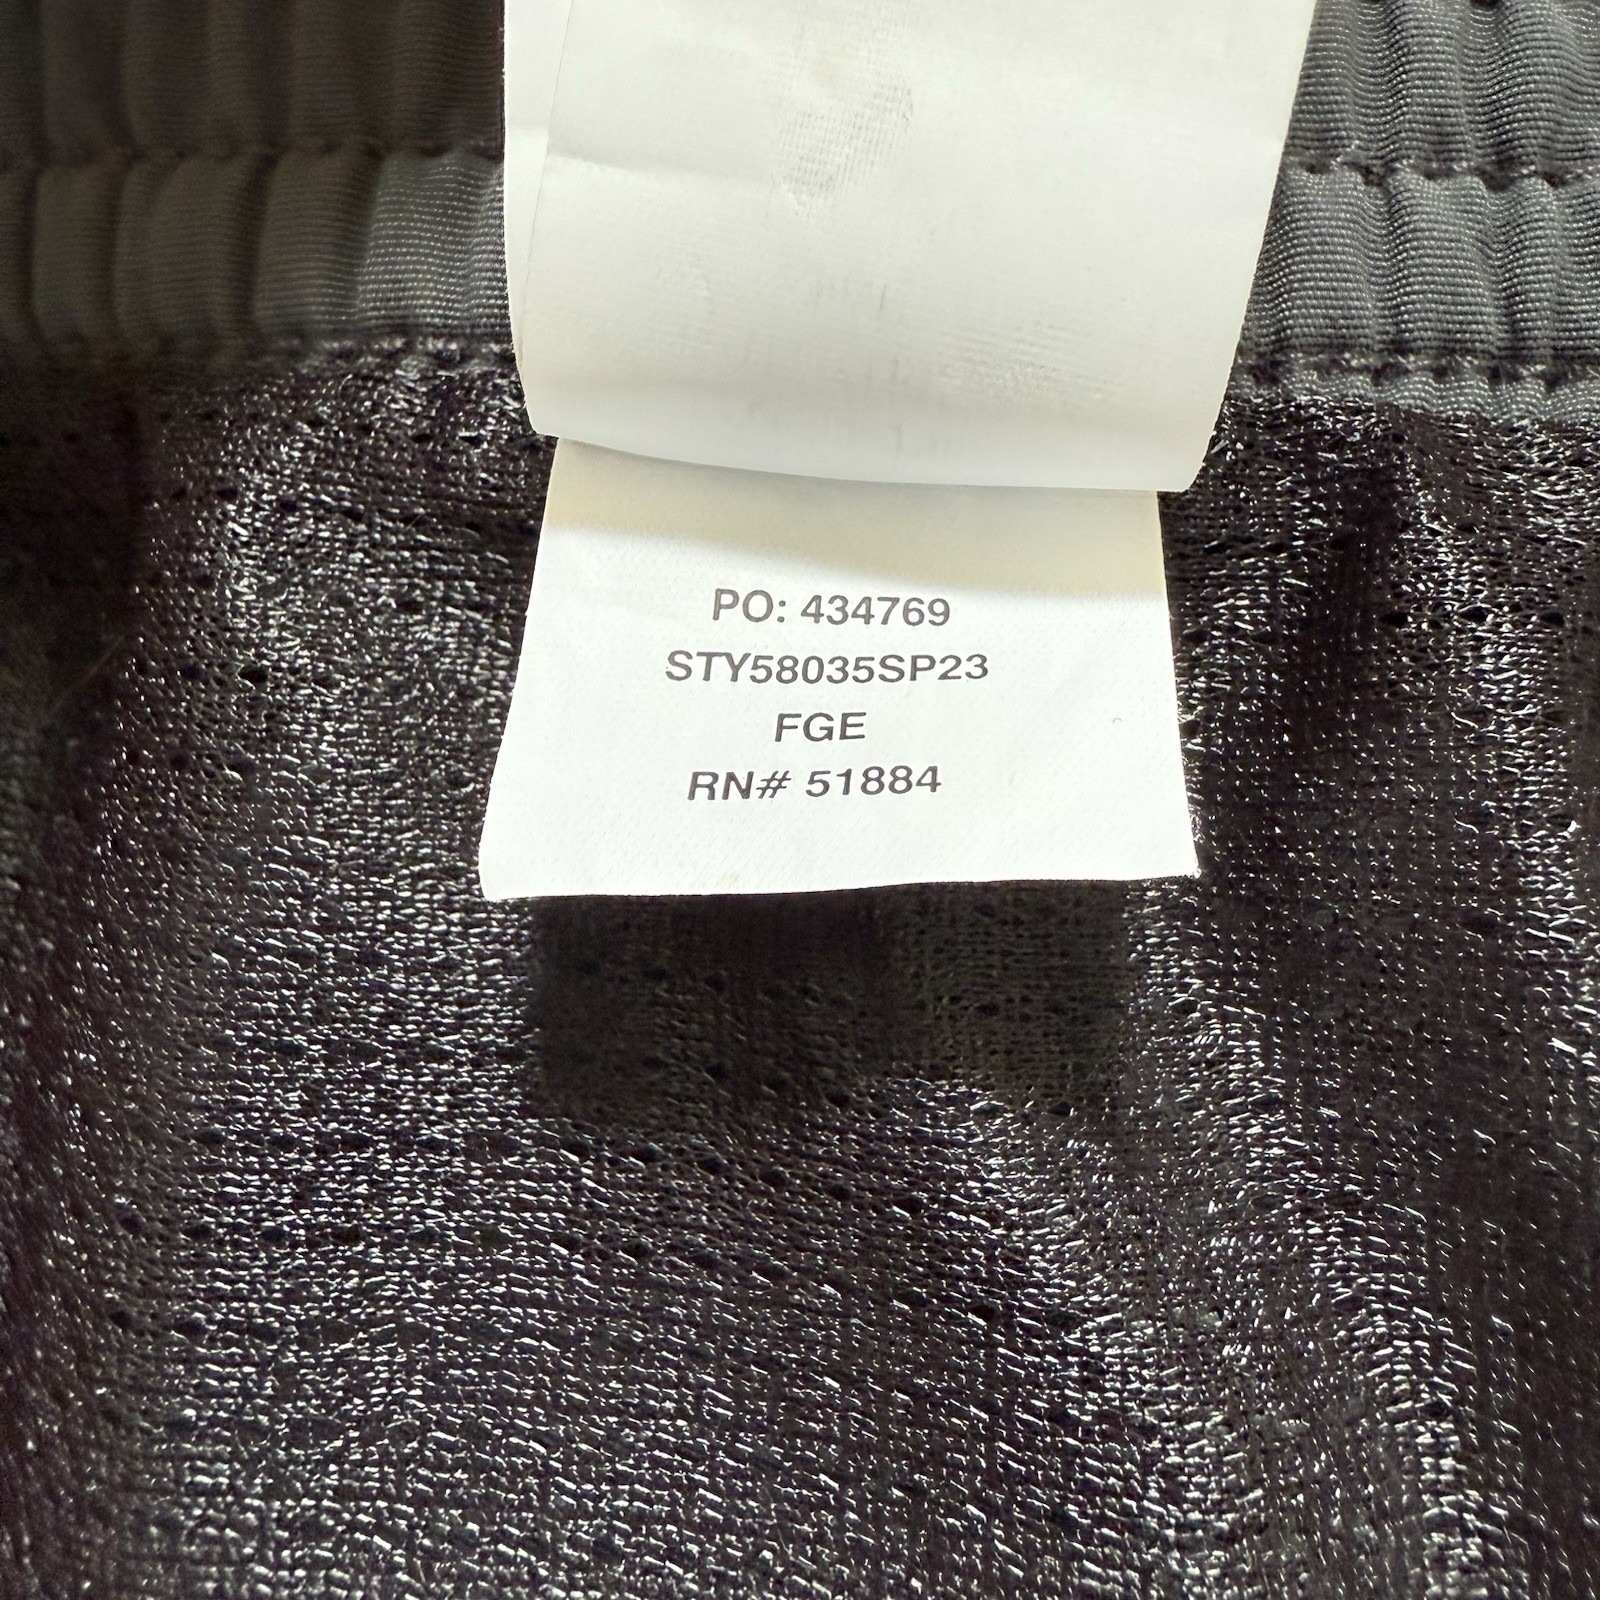 PO: 434769
STY58035SP23
FGE
RN# 51884